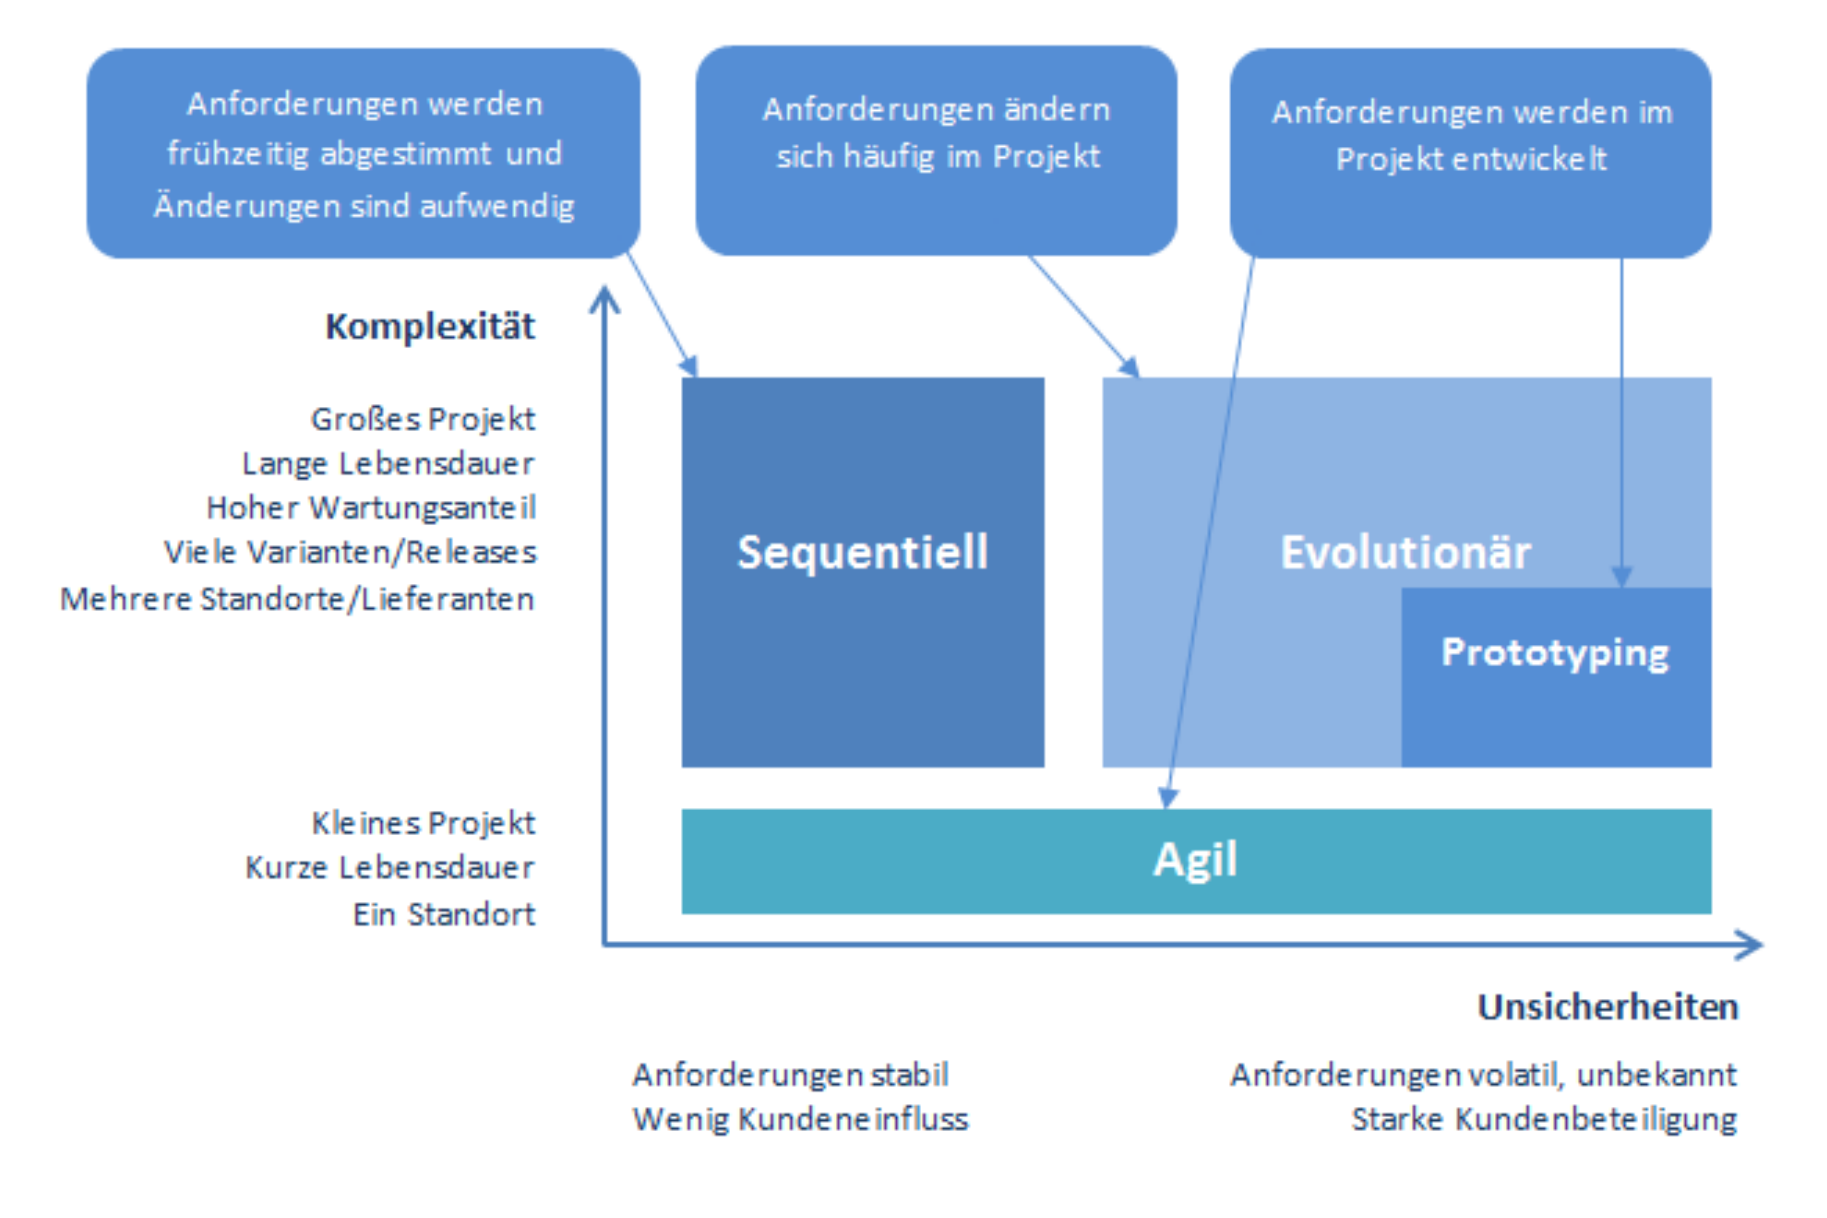 Anforderungen werden
frühzeitig abgestimmt und
Änderungen sind aufwendig
Anforderungen ändern
sich häufig im Projekt
Anforderungen werden im
Projekt entwickelt
Komplexität
Großes Projekt
Lange Lebensdauer
Hoher Wartungsanteil
Viele Varianten/Releases
Mehrere Standorte/Lieferanten
Sequentiell
Evolutionär
Prototyping
Kleines Projekt
Kurze Lebensdauer
Ein Standort
Agil
Unsicherheiten
Anforderungen stabil
Wenig Kundeneinfluss
Anforderungen volatil, unbekannt
Starke Kundenbeteiligung